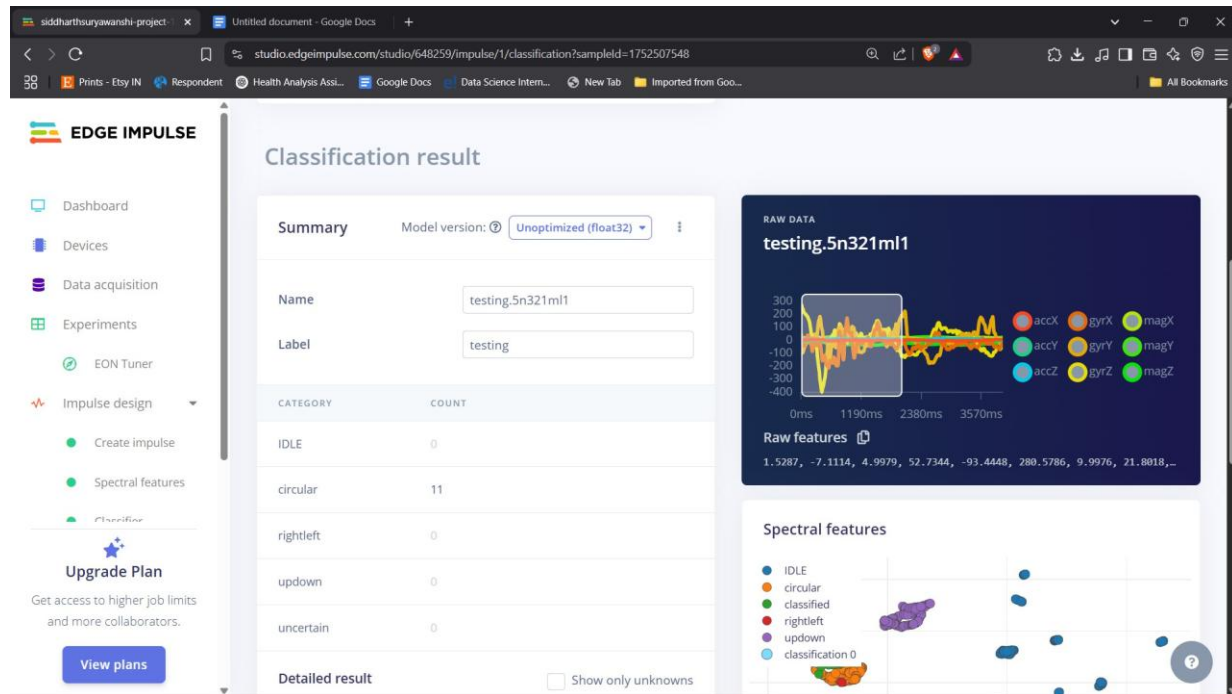 siddharthsuryawanshi-project-1
Untitled document - Google Docs
studio.edgeimpulse.com/studio/648259/impulse/1/classification?sampleId=1752507548
Prints - Etsy IN
Respondent
Health Analysis Assi...
Google Docs
Data Science Intern...
New Tab
Imported from Goo...
All Bookmarks
EDGE IMPULSE
Dashboard
Devices
Data acquisition
Experiments
EON Tuner
Impulse design
Create impulse
Spectral features
Classifier
Upgrade Plan
Get access to higher job limits
and more collaborators.
View plans
Classification result
Summary
Model version: ?
Unoptimized (float32)
Name
testing.5n321ml1
Label
testing
CATEGORY COUNT
IDLE 0
circular 11
rightleft 0
updown 0
uncertain 0
Detailed result
Show only unknowns
RAW DATA
testing.5n321ml1
300
200
100
0
-100
-200
-300
-400
0ms 1190ms 2380ms 3570ms
accX gyrX magX
accY gyrY magY
accZ gyrZ magZ
Raw features
1.5287, -7.1114, 4.9979, 52.7344, -93.4448, 280.5786, 9.9976, 21.8018,…
Spectral features
IDLE
circular
classified
rightleft
updown
classification 0
?